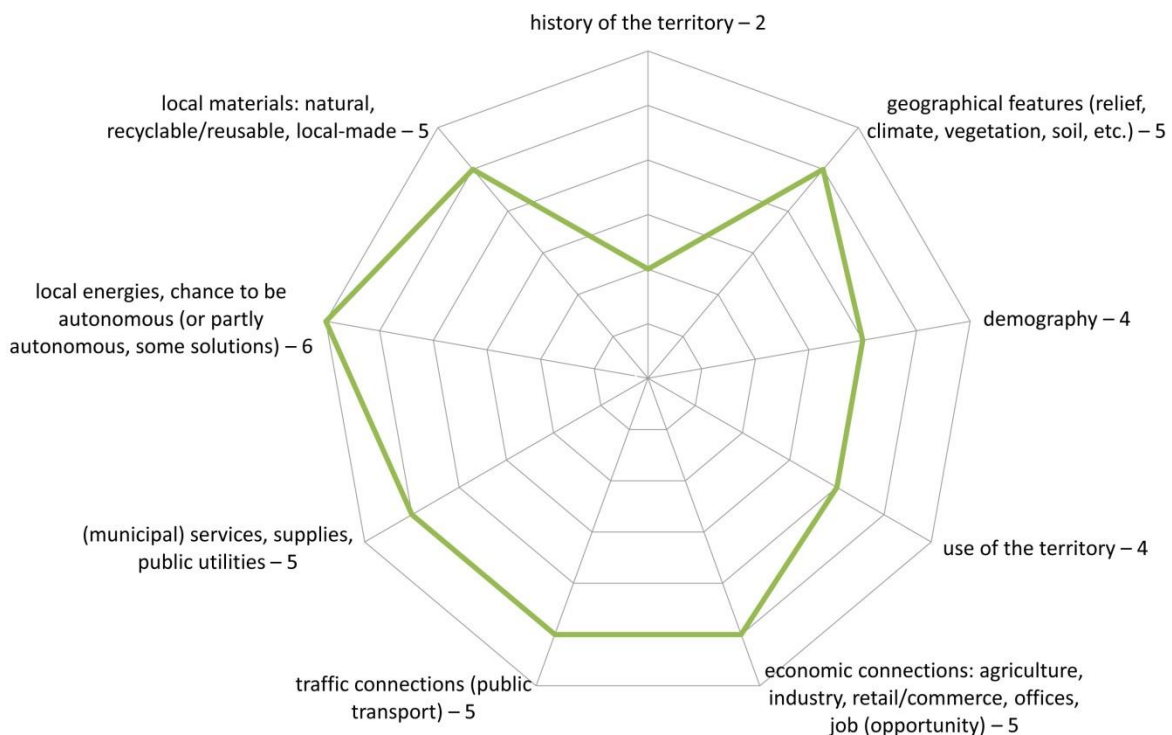 history of the territory – 2
geographical features (relief,
climate, vegetation, soil, etc.) – 5
demography – 4
use of the territory – 4
economic connections: agriculture,
industry, retail/commerce, offices,
job (opportunity) – 5
traffic connections (public
transport) – 5
(municipal) services, supplies,
public utilities – 5
local energies, chance to be
autonomous (or partly
autonomous, some solutions) – 6
local materials: natural,
recyclable/reusable, local-made – 5